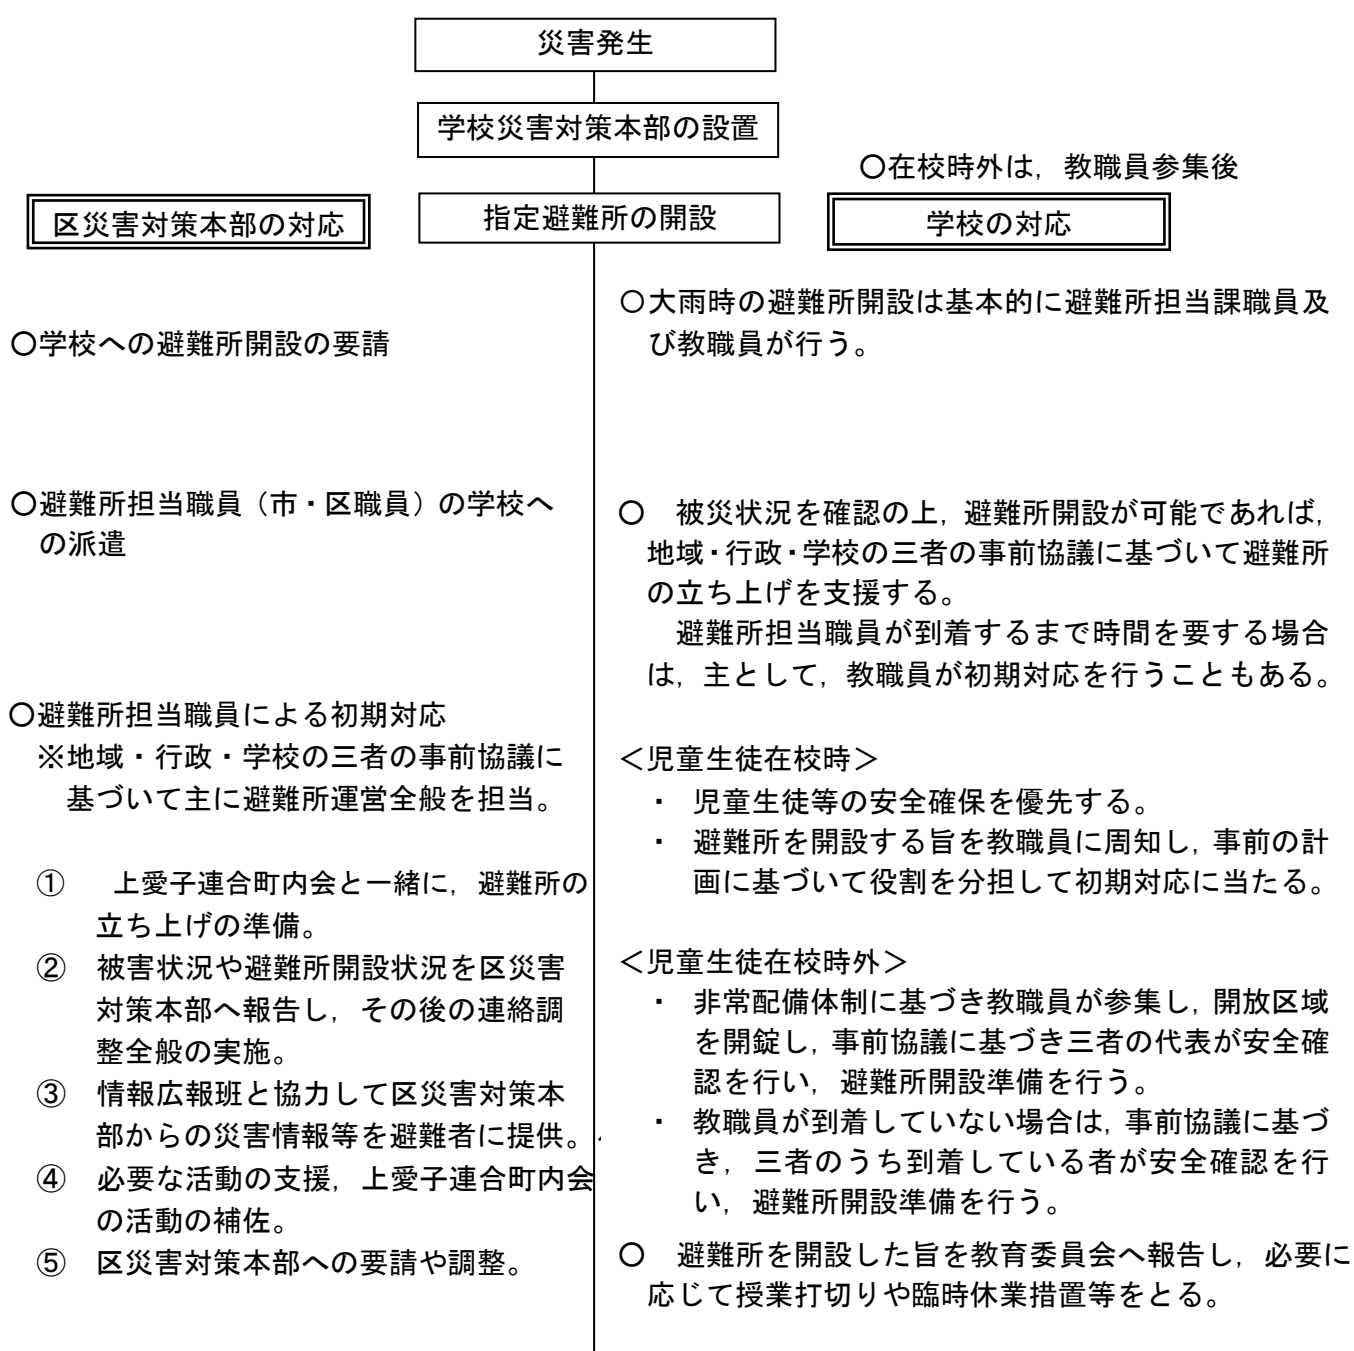 災害発生
学校災害対策本部の設置
〇在校時外は，教職員参集後
区災害対策本部の対応
指定避難所の開設
学校の対応
〇学校への避難所開設の要請
〇避難所担当職員（市・区職員）の学校へ
の派遣
〇避難所担当職員による初期対応
※地域・行政・学校の三者の事前協議に
基づいて主に避難所運営全般を担当。
①　上愛子連合町内会と一緒に，避難所の
立ち上げの準備。
②　被害状況や避難所開設状況を区災害
対策本部へ報告し，その後の連絡調
整全般の実施。
③　情報広報班と協力して区災害対策本
部からの災害情報等を避難者に提供。
④　必要な活動の支援，上愛子連合町内会
の活動の補佐。
⑤　区災害対策本部への要請や調整。
〇大雨時の避難所開設は基本的に避難所担当課職員及
び教職員が行う。
〇　被災状況を確認の上，避難所開設が可能であれば，
地域・行政・学校の三者の事前協議に基づいて避難所
の立ち上げを支援する。
避難所担当職員が到着するまで時間を要する場合
は，主として，教職員が初期対応を行うこともある。
＜児童生徒在校時＞
・　児童生徒等の安全確保を優先する。
・　避難所を開設する旨を教職員に周知し，事前の計
画に基づいて役割を分担して初期対応に当たる。
＜児童生徒在校時外＞
・　非常配備体制に基づき教職員が参集し，開放区域
を開錠し，事前協議に基づき三者の代表が安全確
認を行い，避難所開設準備を行う。
・　教職員が到着していない場合は，事前協議に基づ
き，三者のうち到着している者が安全確認を行
い，避難所開設準備を行う。
〇　避難所を開設した旨を教育委員会へ報告し，必要に
応じて授業打切りや臨時休業措置等をとる。